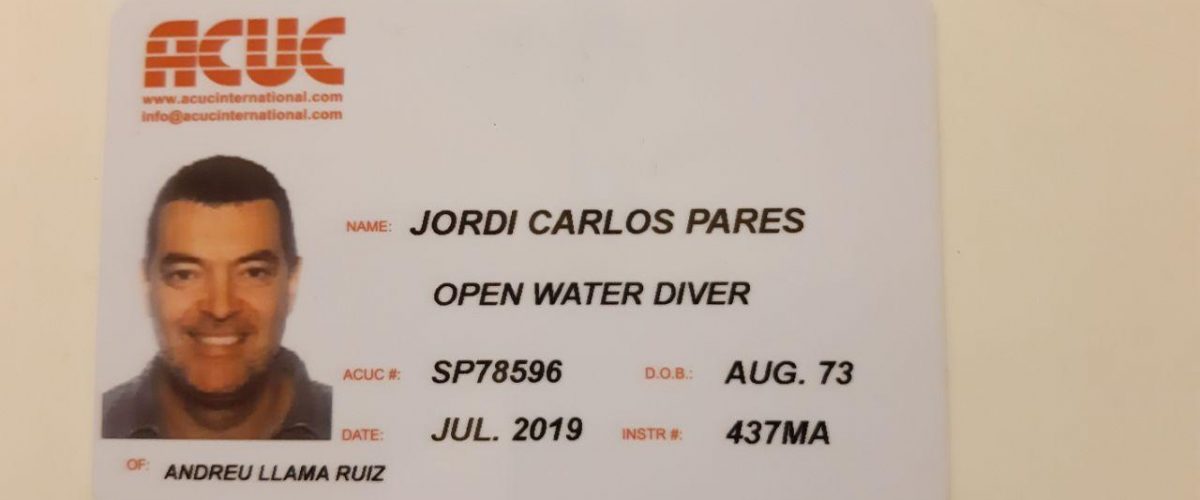 ACUC
www.acucinternational.com
info@acucinternational.com
NAME: JORDI CARLOS PARES
OPEN WATER DIVER
ACUC #: SP78596 D.O.B.: AUG. 73
DATE: JUL. 2019 INSTR #: 437MA
OF: ANDREU LLAMA RUIZ